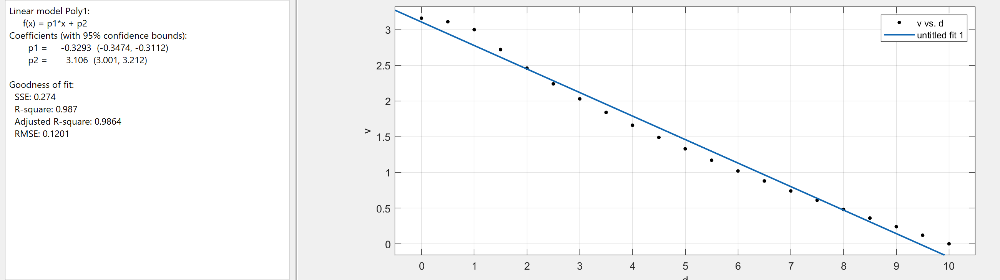 Linear model Poly1:
f(x) = p1*x + p2
Coefficients (with 95% confidence bounds):
p1 = -0.3293 (-0.3474, -0.3112)
p2 = 3.106 (3.001, 3.212)
Goodness of fit:
SSE: 0.274
R-square: 0.987
Adjusted R-square: 0.9864
RMSE: 0.1201
v vs. d
untitled fit 1
3
2.5
2
1.5
1
0.5
0
v
0 1 2 3 4 5 6 7 8 9 10
d